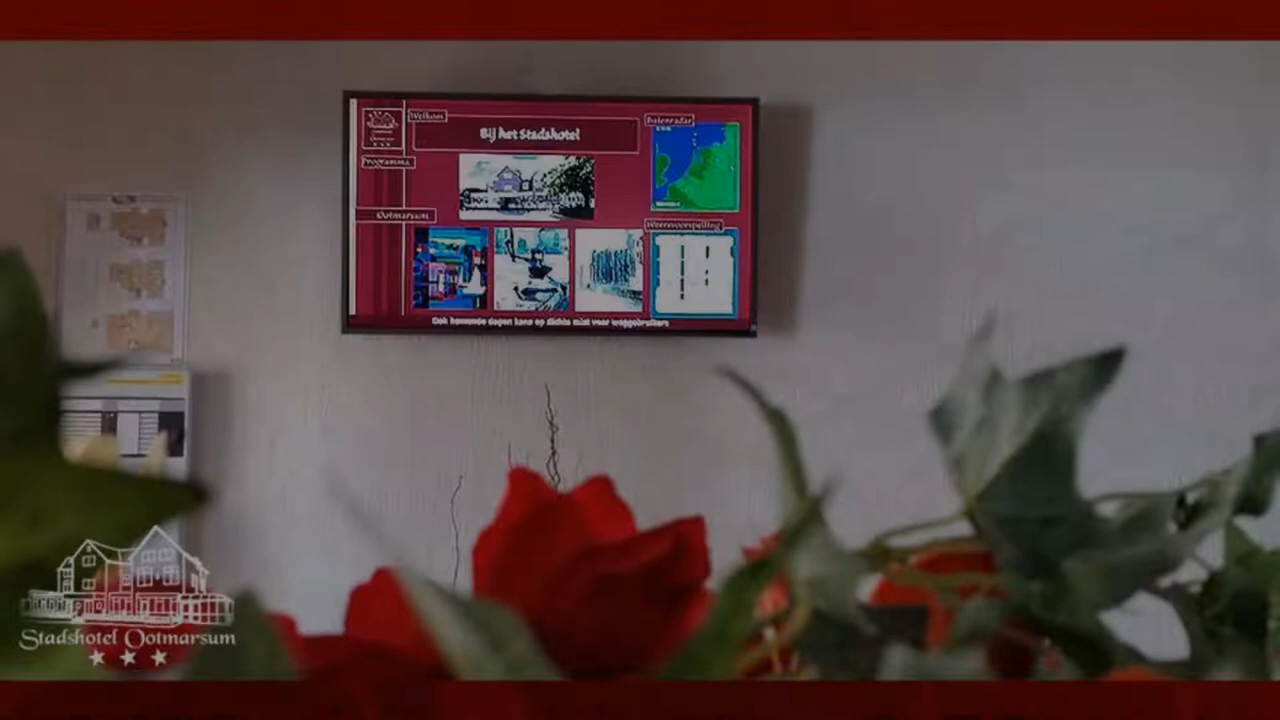 Welkom
Bij het Stadshotel
Buienradar
Programma
Ootmarsum
Weersvoorspelling
Ook komende dagen kans op dichte mist voor weggebruikers
Stadshotel Ootmarsum